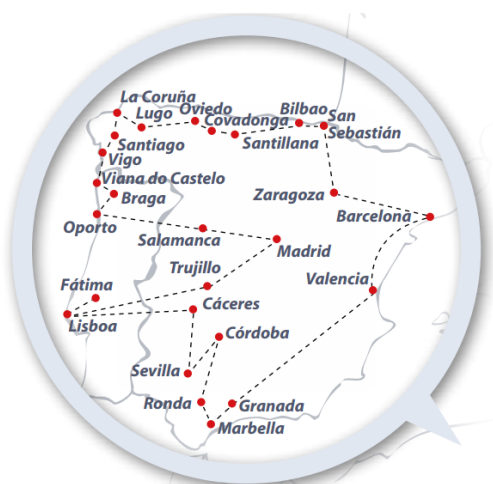 La Coruña
Lugo
Oviedo
Covadonga
Bilbao
San
Sebastián
Santiago
Santillana
Vigo
Viana do Castelo
Braga
Zaragoza
Barcelona
Oporto
Salamanca
Madrid
Trujillo
Valencia
Fátima
Cáceres
Lisboa
Córdoba
Sevilla
Ronda
Granada
Marbella